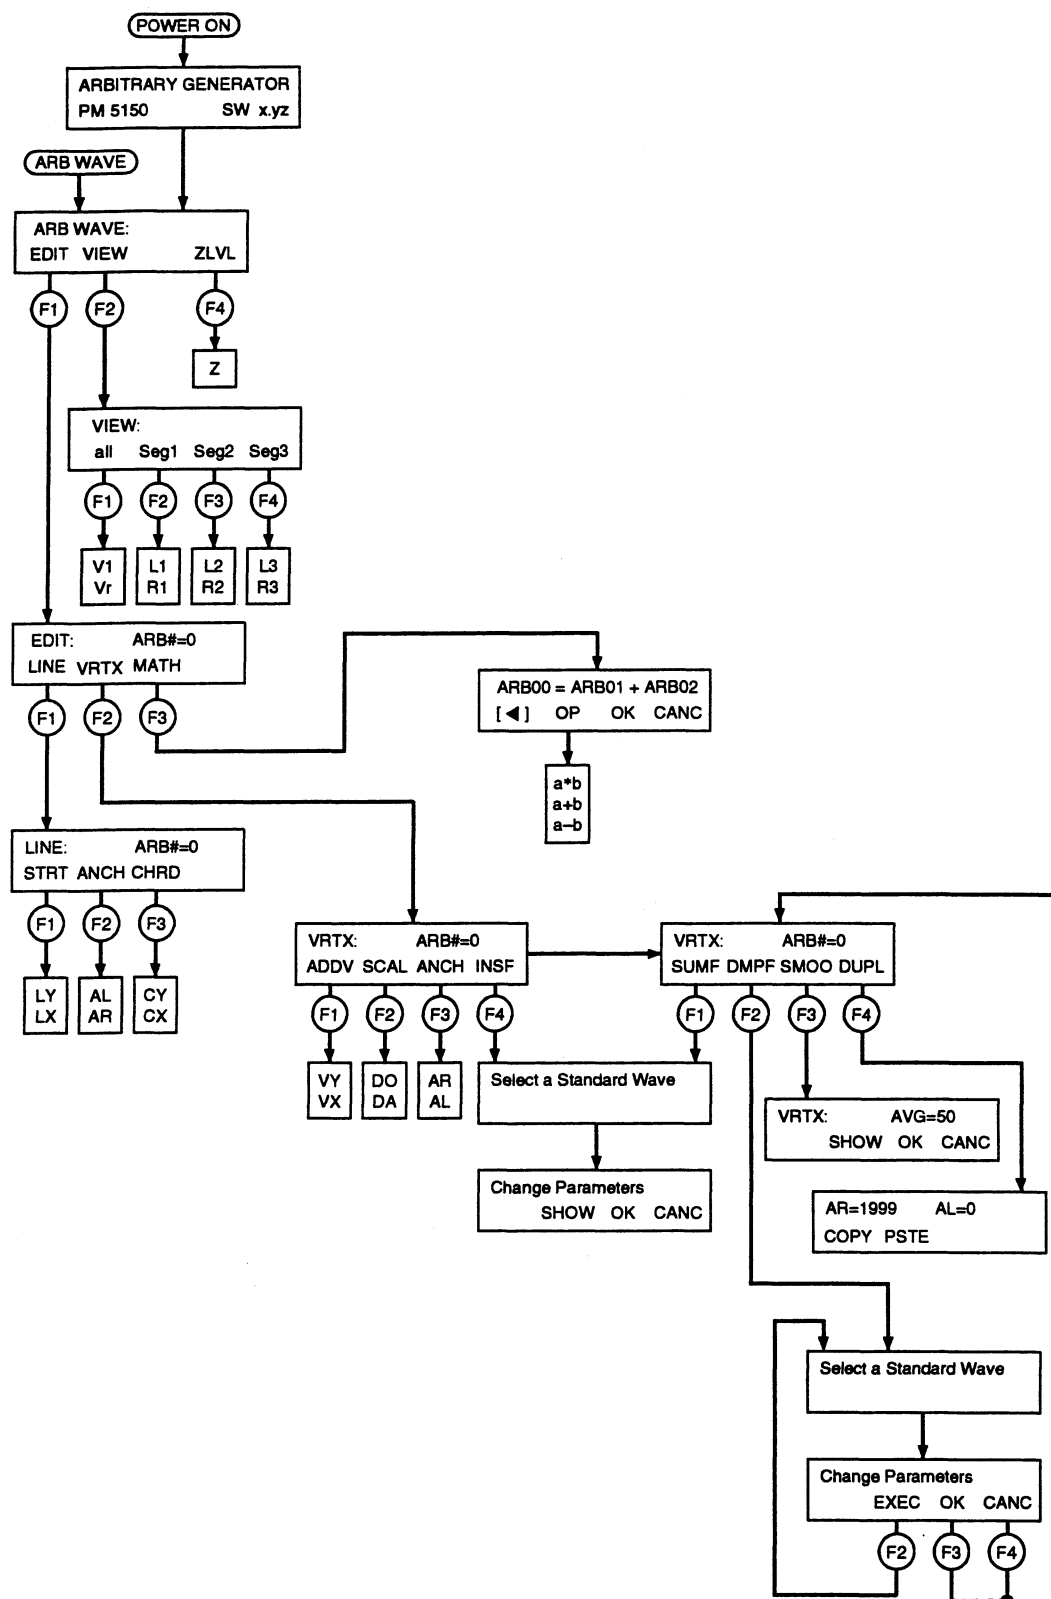 POWER ON
ARBITRARY GENERATOR
PM 5150 SW x.yz
ARB WAVE
ARB WAVE:
EDIT VIEW ZLVL
F1 F2 F4
Z
VIEW:
all Seg1 Seg2 Seg3
F1 F2 F3 F4
V1 L1 L2 L3
Vr R1 R2 R3
EDIT: ARB#=0
LINE VRTX MATH
F1 F2 F3
ARB00 = ARB01 + ARB02
[◀] OP OK CANC
a*b
a+b
a–b
LINE: ARB#=0
STRT ANCH CHRD
F1 F2 F3
LY AL CY
LX AR CX
VRTX: ARB#=0
ADDV SCAL ANCH INSF
F1 F2 F3 F4
VY DO AR
VX DA AL
VRTX: ARB#=0
SUMF DMPF SMOO DUPL
F1 F2 F3 F4
Select a Standard Wave
Change Parameters
SHOW OK CANC
VRTX: AVG=50
SHOW OK CANC
AR=1999 AL=0
COPY PSTE
Select a Standard Wave
Change Parameters
EXEC OK CANC
F2 F3 F4